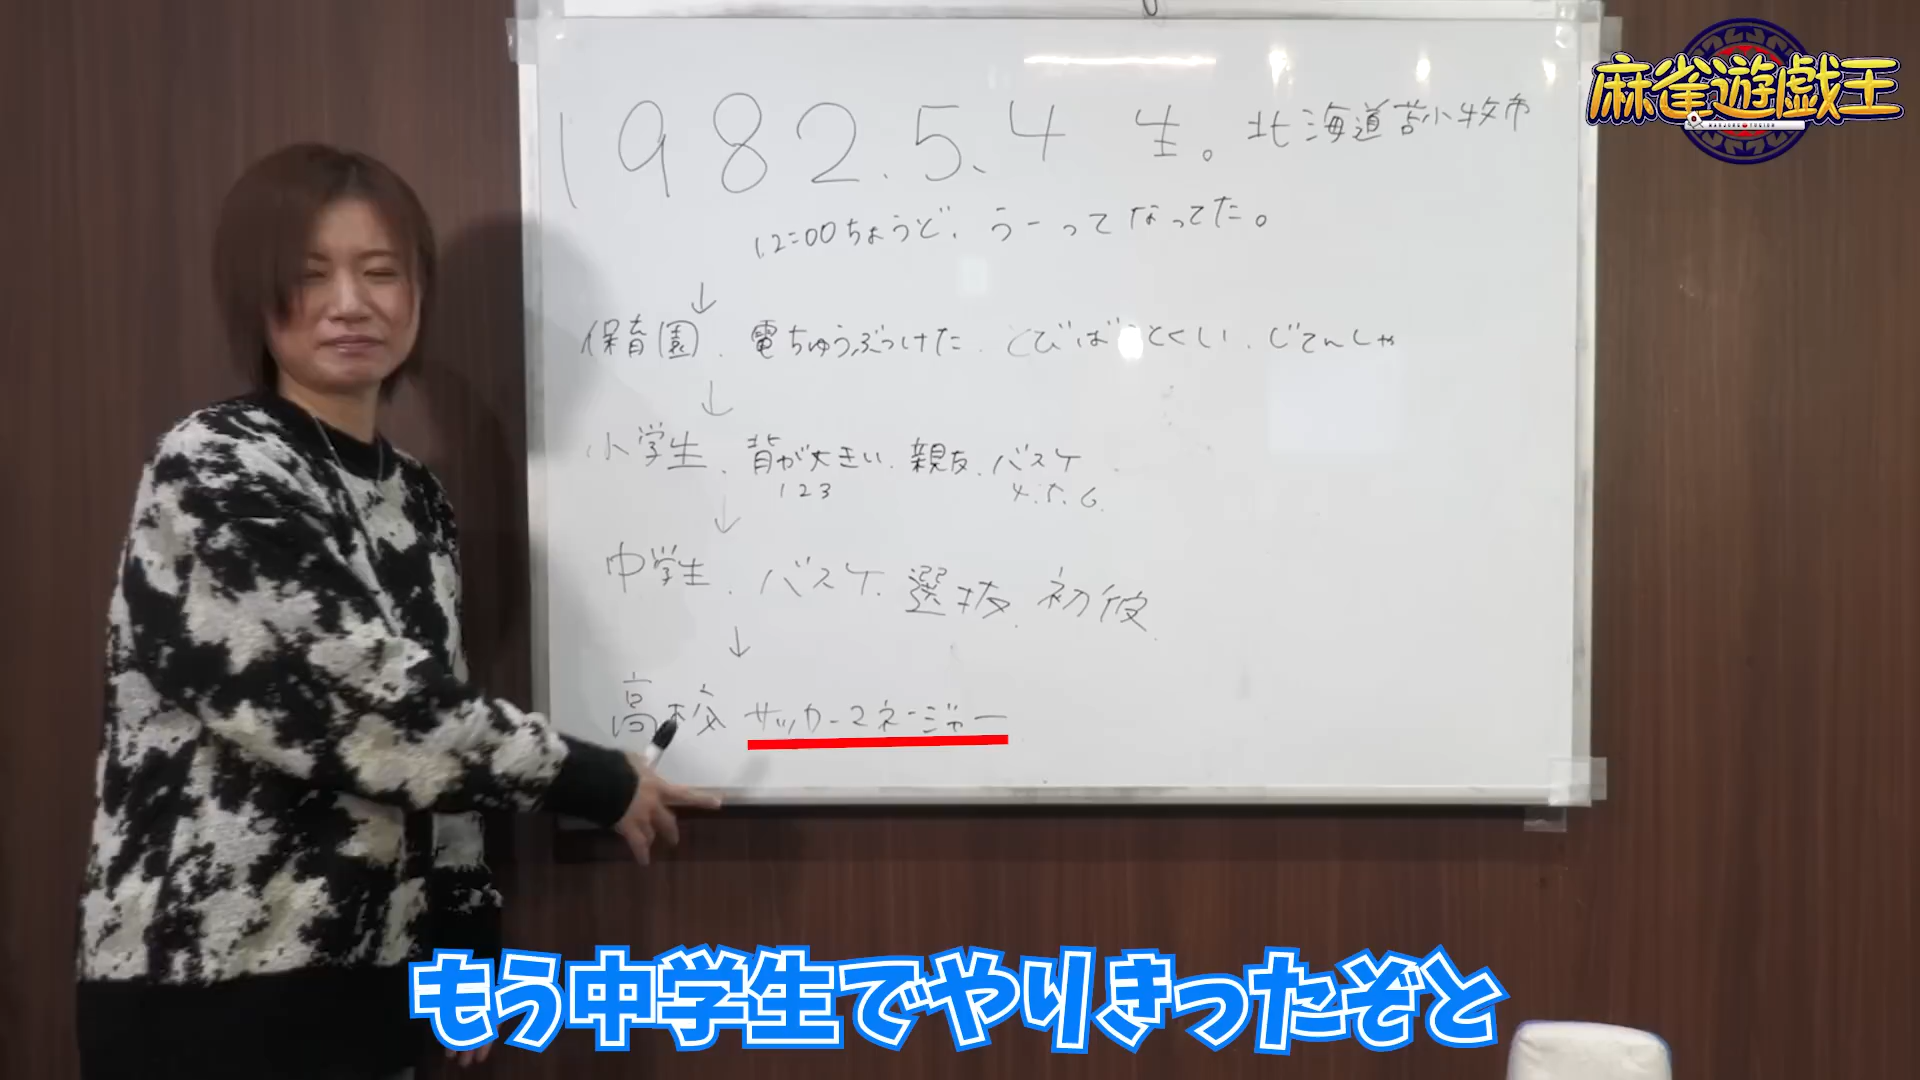 麻雀遊戯王
1982.5.4 生。北海道苫小牧市
12:00ちょうど、うーってなってた。
↓
保育園、電ちゅうぶつけた、とびばことくい、じてんしゃ
↓
小学生、背が大きい、親友、バスケ
123 4.5.6.
↓
中学生、バスケ、選抜、初彼、
↓
高校 サッカーマネージャー
もう中学生でやりきったぞと